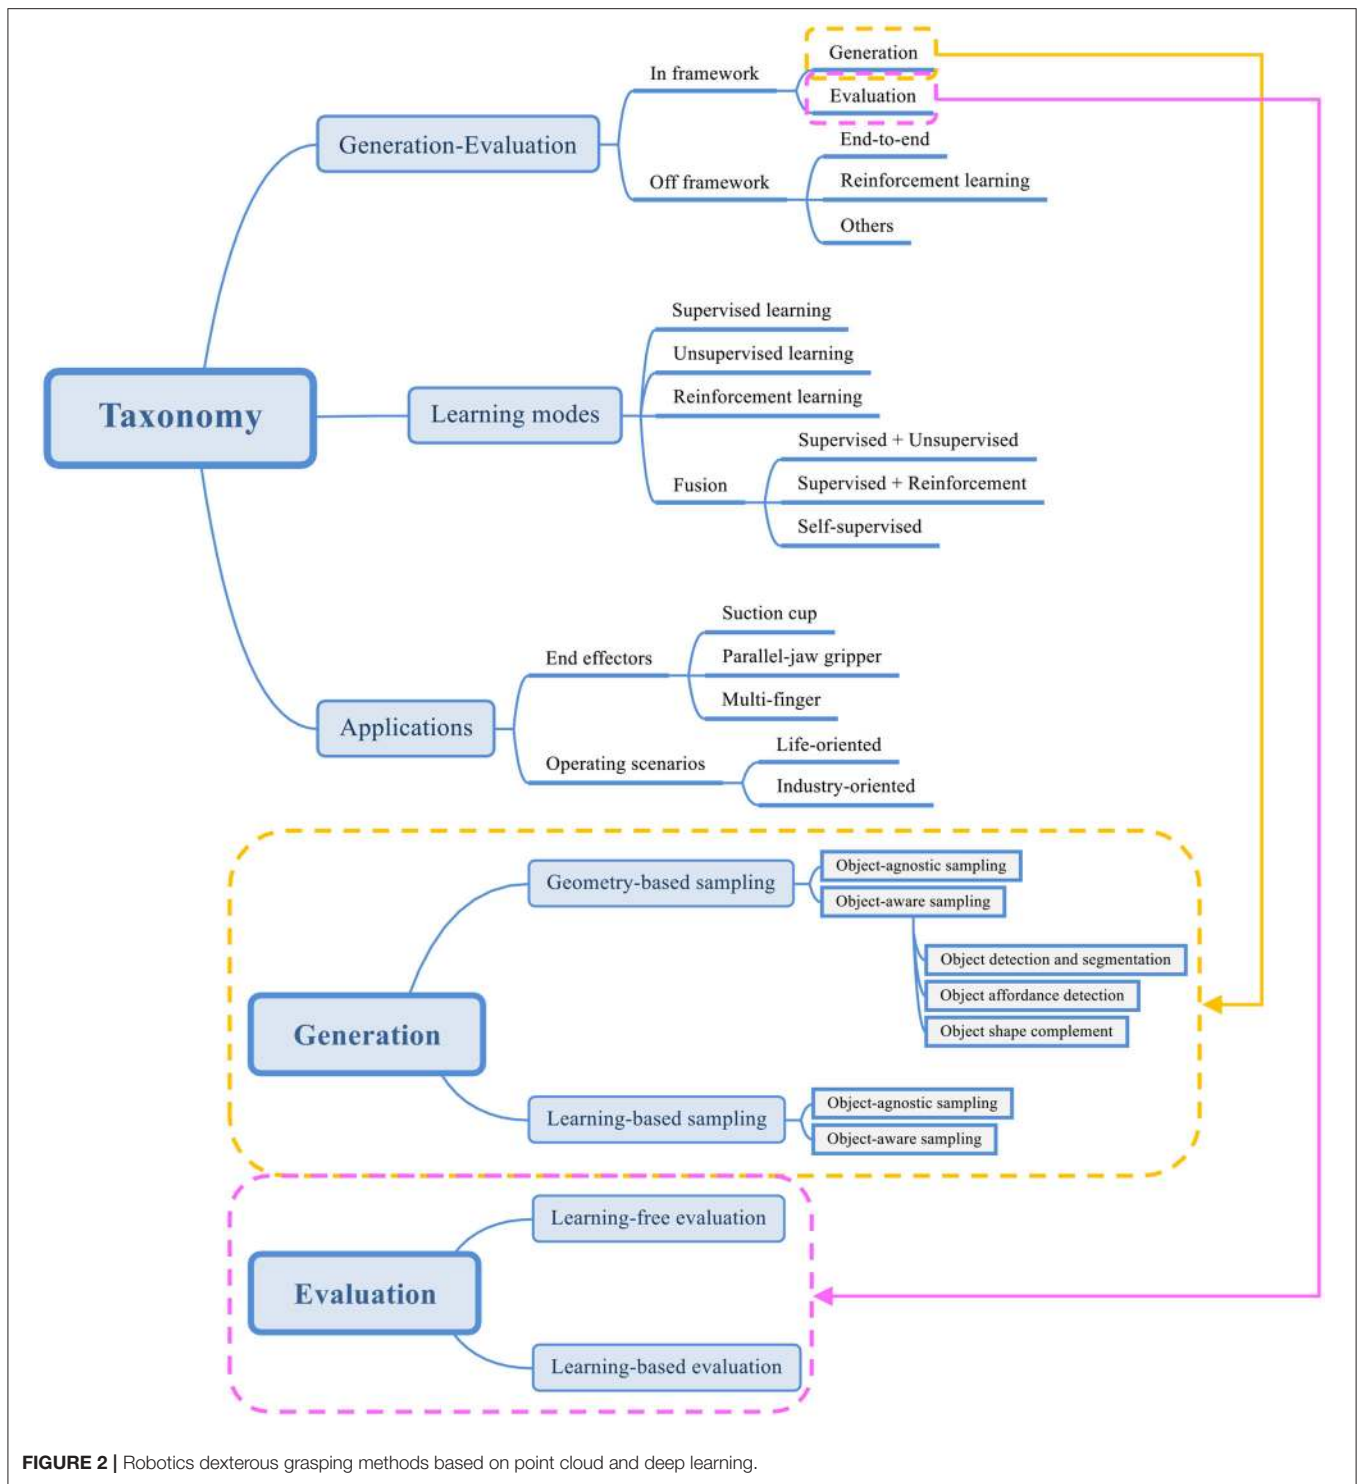 Generation
In framework
Evaluation
Generation-Evaluation
End-to-end
Off framework
Reinforcement learning
Others
Supervised learning
Unsupervised learning
Reinforcement learning
Taxonomy
Learning modes
Supervised + Unsupervised
Fusion
Supervised + Reinforcement
Self-supervised
Suction cup
End effectors
Parallel-jaw gripper
Multi-finger
Applications
Life-oriented
Operating scenarios
Industry-oriented
Object-agnostic sampling
Geometry-based sampling
Object-aware sampling
Object detection and segmentation
Object affordance detection
Object shape complement
Generation
Object-agnostic sampling
Learning-based sampling
Object-aware sampling
Learning-free evaluation
Evaluation
Learning-based evaluation
FIGURE 2 | Robotics dexterous grasping methods based on point cloud and deep learning.